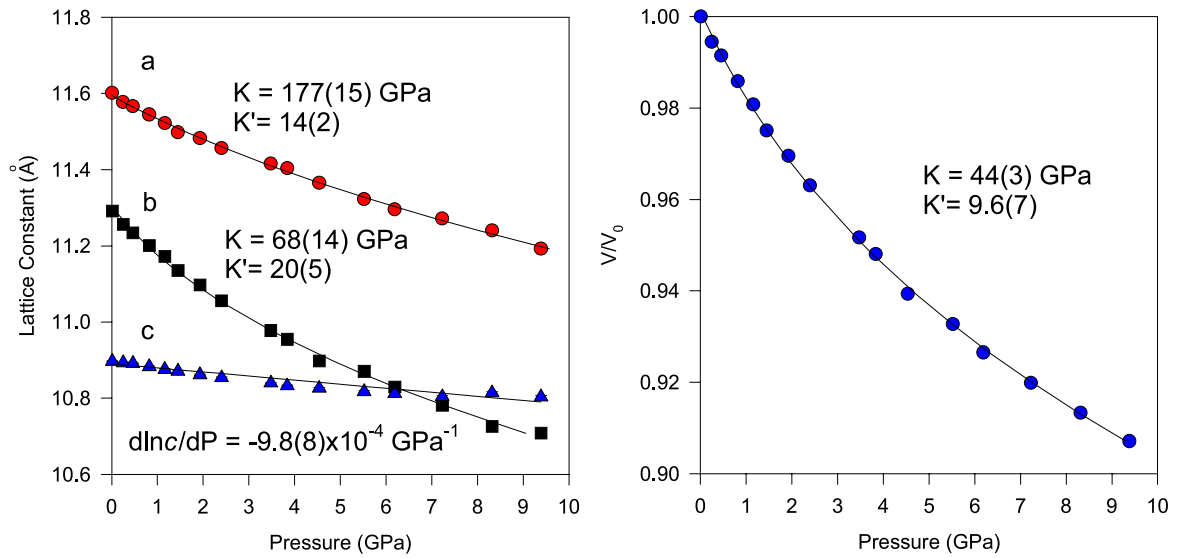 11.8
11.6
11.4
11.2
11.0
10.8
10.6
Lattice Constant (Å)
a
K = 177(15) GPa
K'= 14(2)
b
K = 68(14) GPa
K'= 20(5)
c
dlnc/dP = -9.8(8)x10⁻⁴ GPa⁻¹
0 1 2 3 4 5 6 7 8 9 10
Pressure (GPa)
1.00
0.98
0.96
0.94
0.92
0.90
V/V₀
K = 44(3) GPa
K'= 9.6(7)
0 1 2 3 4 5 6 7 8 9 10
Pressure (GPa)